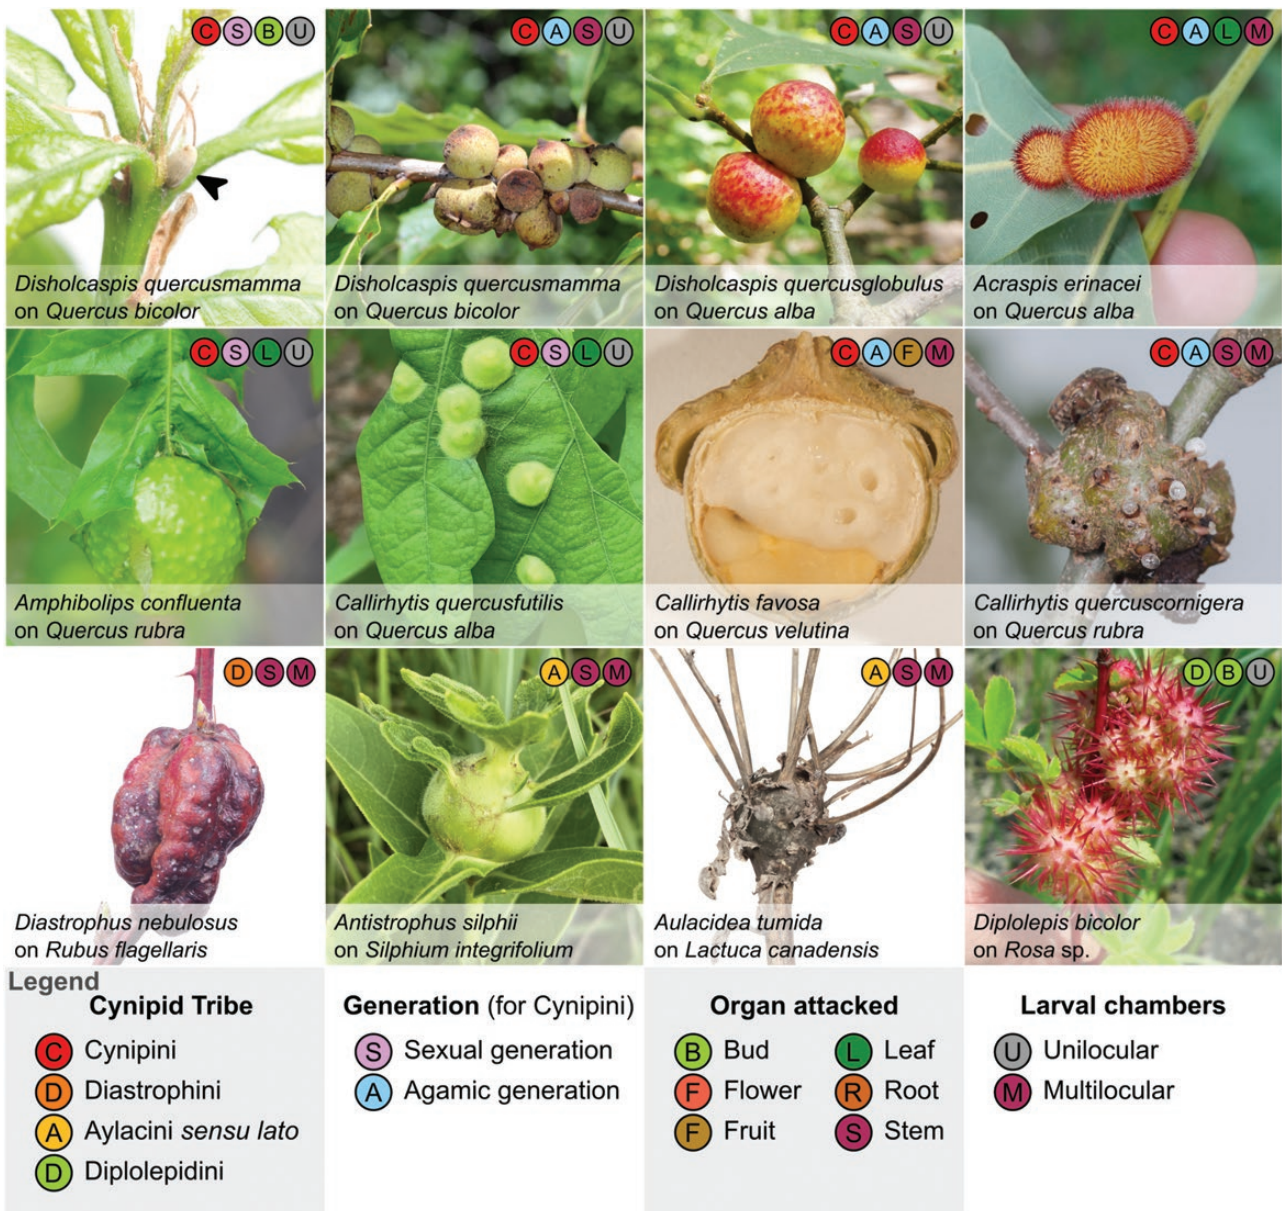 C S B U
C A S U
C A S U
C A L M
Disholcaspis quercusmamma
on Quercus bicolor
Disholcaspis quercusmamma
on Quercus bicolor
Disholcaspis quercusglobulus
on Quercus alba
Acraspis erinacei
on Quercus alba
C S L U
C S L U
C A F M
C A S M
Amphibolips confluenta
on Quercus rubra
Callirhytis quercusfutilis
on Quercus alba
Callirhytis favosa
on Quercus velutina
Callirhytis quercuscornigera
on Quercus rubra
D S M
A S M
A S M
D B U
Diastrophus nebulosus
on Rubus flagellaris
Antistrophus silphii
on Silphium integrifolium
Aulacidea tumida
on Lactuca canadensis
Diplolepis bicolor
on Rosa sp.
Legend
Cynipid Tribe
C Cynipini
D Diastrophini
A Aylacini sensu lato
D Diplolepidini
Generation (for Cynipini)
S Sexual generation
A Agamic generation
Organ attacked
B Bud
F Flower
F Fruit
L Leaf
R Root
S Stem
Larval chambers
U Unilocular
M Multilocular